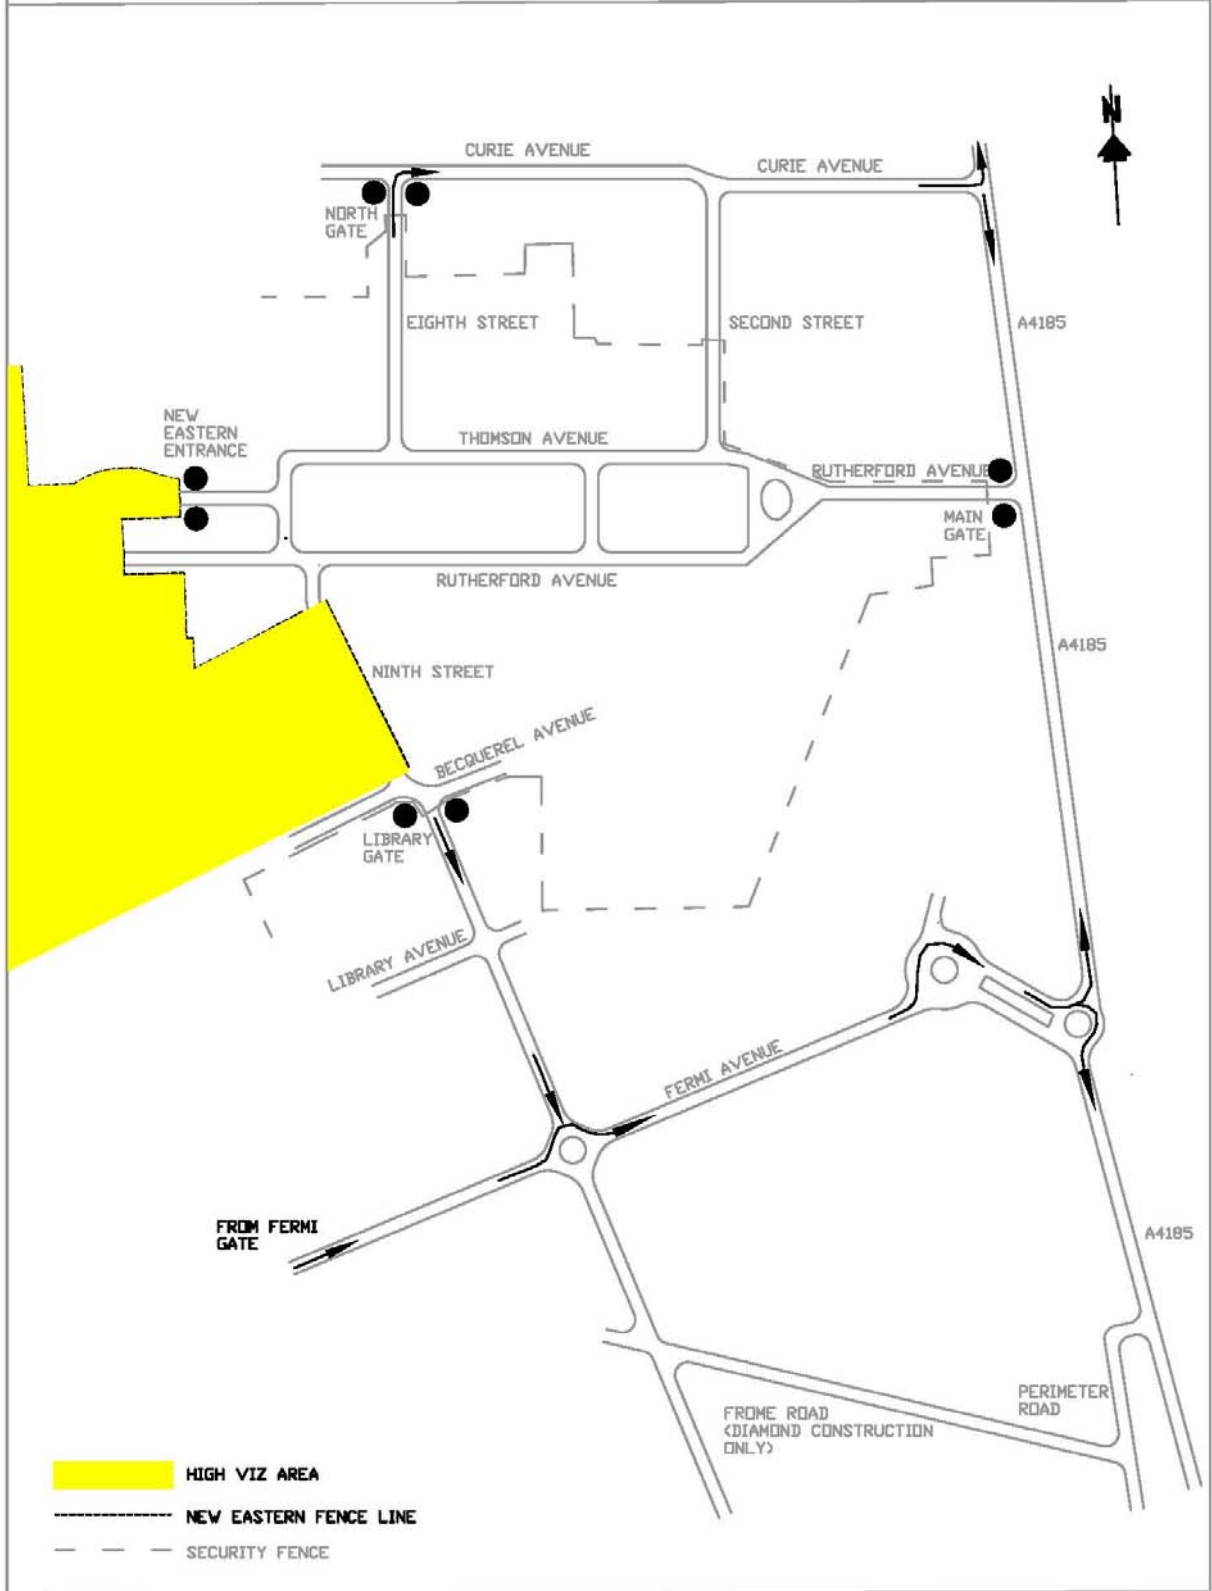 N
CURIE AVENUE
CURIE AVENUE
NORTH
GATE
EIGHTH STREET
SECOND STREET
A4185
NEW
EASTERN
ENTRANCE
THOMSON AVENUE
RUTHERFORD AVENUE
MAIN
GATE
RUTHERFORD AVENUE
A4185
NINTH STREET
BECQUEREL AVENUE
LIBRARY
GATE
LIBRARY AVENUE
FERMI AVENUE
FROM FERMI
GATE
A4185
PERIMETER
ROAD
FROME ROAD
(DIAMOND CONSTRUCTION
ONLY)
HIGH VIZ AREA
NEW EASTERN FENCE LINE
SECURITY FENCE